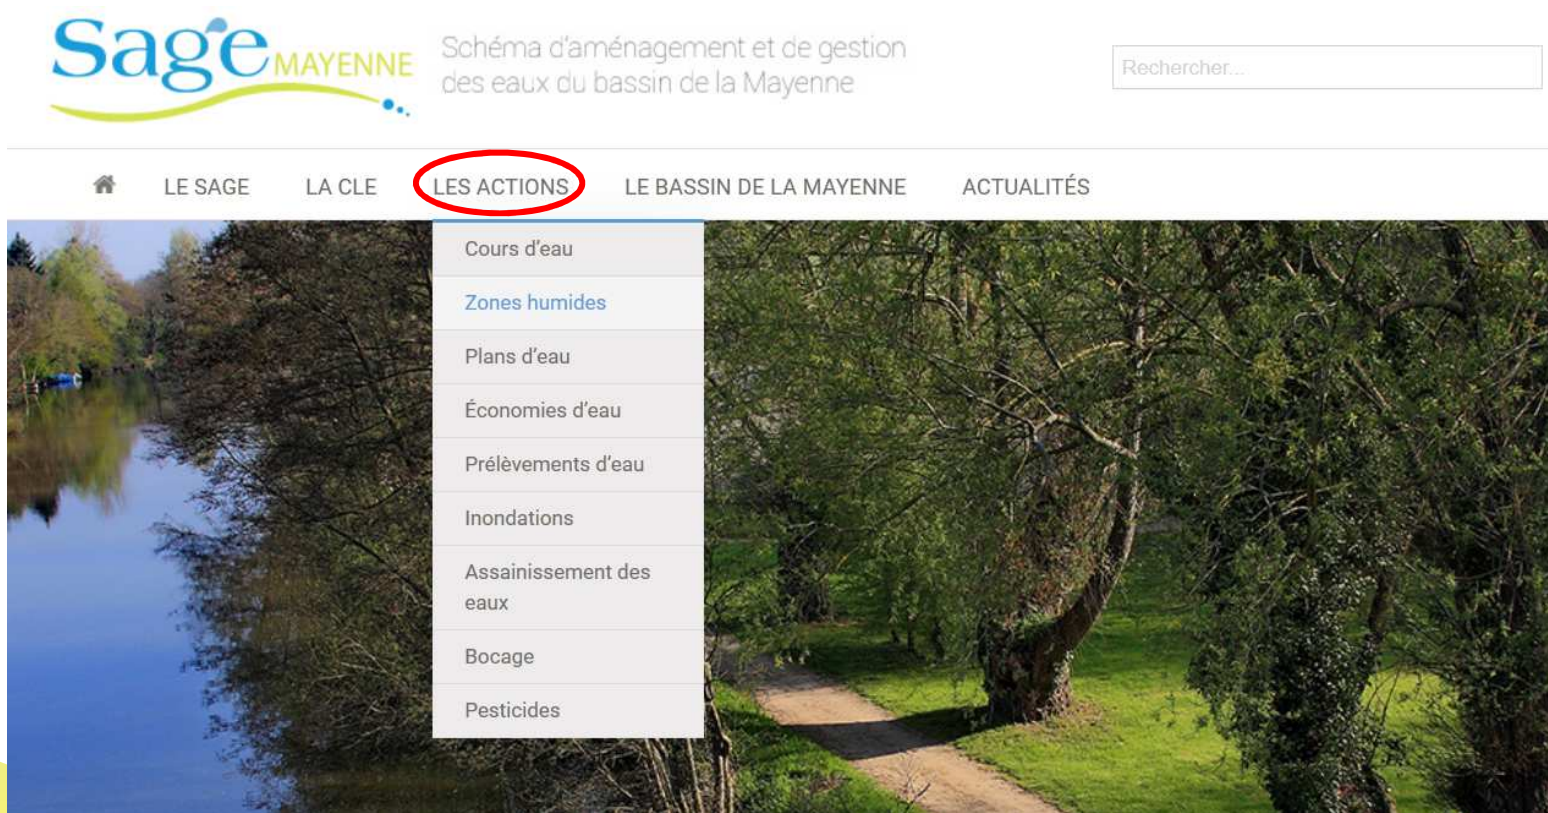 Sage MAYENNE
Schéma d'aménagement et de gestion
des eaux du bassin de la Mayenne
Rechercher...
LE SAGE
LA CLE
LES ACTIONS
LE BASSIN DE LA MAYENNE
ACTUALITÉS
Cours d'eau
Zones humides
Plans d'eau
Économies d'eau
Prélèvements d'eau
Inondations
Assainissement des
eaux
Bocage
Pesticides